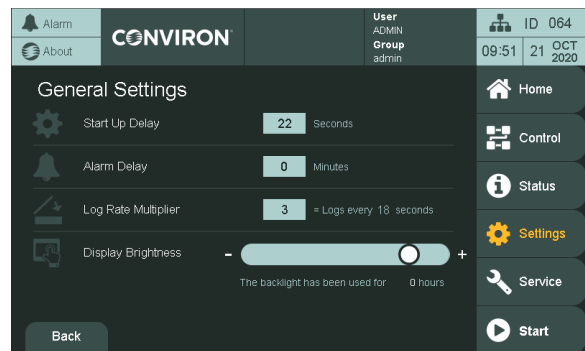 Alarm
About
CONVIRON
User
ADMIN
Group
admin
ID 064
09:51 21 OCT 2020
General Settings
Start Up Delay 22 Seconds
Alarm Delay 0 Minutes
Log Rate Multiplier 3 = Logs every 18 seconds
Display Brightness - +
The backlight has been used for 0 hours
Back
Home
Control
Status
Settings
Service
Start